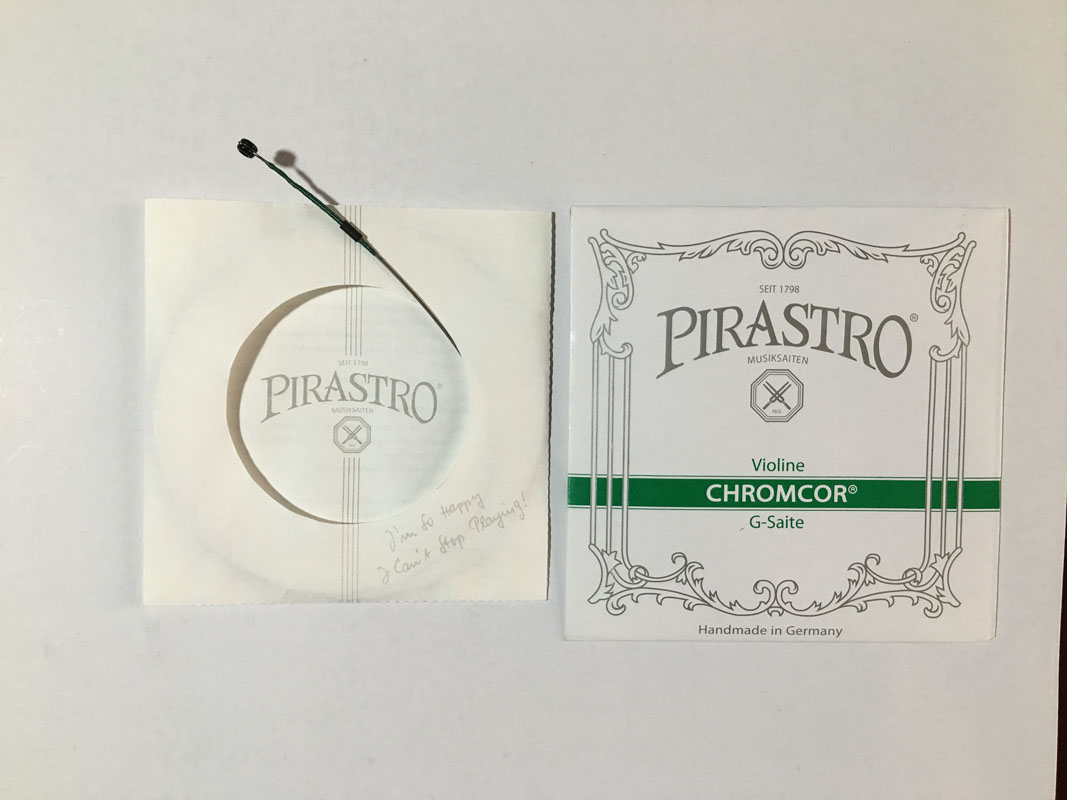 SEIT 1798
PIRASTRO®
MUSIKSAITEN
I'm so Happy
I Can't Stop Playing!
SEIT 1798
PIRASTRO®
MUSIKSAITEN
Violine
CHROMCOR®
G-Saite
Handmade in Germany